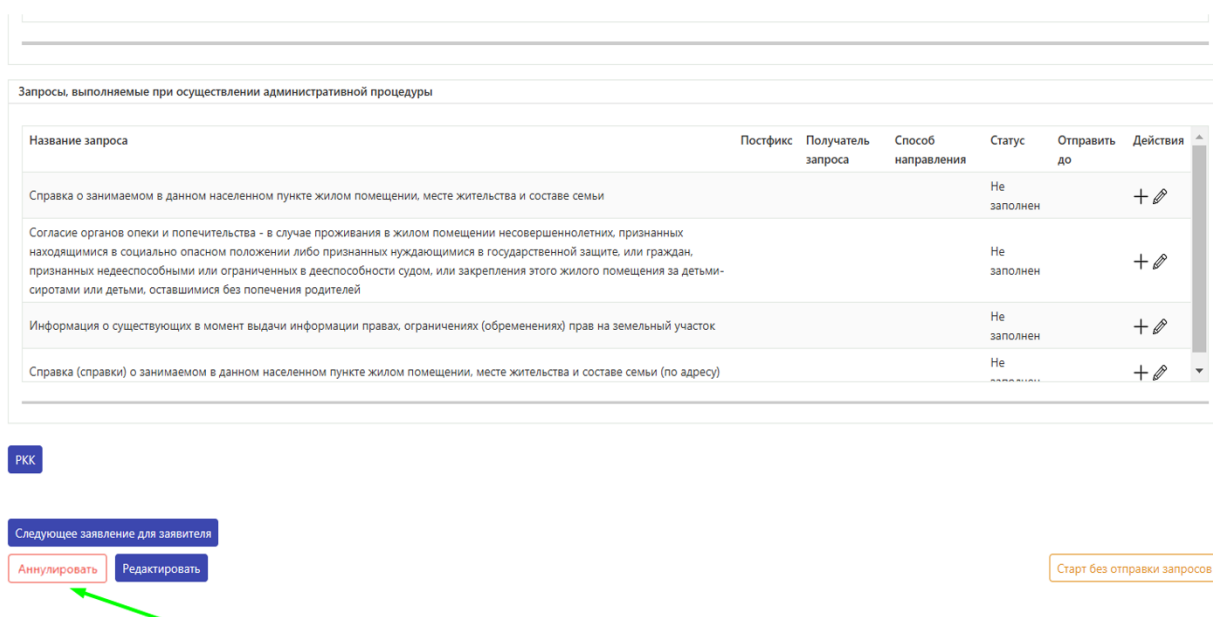 Запросы, выполняемые при осуществлении административной процедуры
Название запроса Постфикс Получатель запроса Способ направления Статус Отправить до Действия
Справка о занимаемом в данном населенном пункте жилом помещении, месте жительства и составе семьи Не заполнен
Согласие органов опеки и попечительства - в случае проживания в жилом помещении несовершеннолетних, признанных
находящимися в социально опасном положении либо признанных нуждающимися в государственной защите, или граждан,
признанных недееспособными или ограниченных в дееспособности судом, или закрепления этого жилого помещения за детьми-
сиротами или детьми, оставшимися без попечения родителей
Не заполнен
Информация о существующих в момент выдачи информации правах, ограничениях (обременениях) прав на земельный участок Не заполнен
Справка (справки) о занимаемом в данном населенном пункте жилом помещении, месте жительства и составе семьи (по адресу) Не заполнен
РКК
Следующее заявление для заявителя
Аннулировать Редактировать Старт без отправки запросов